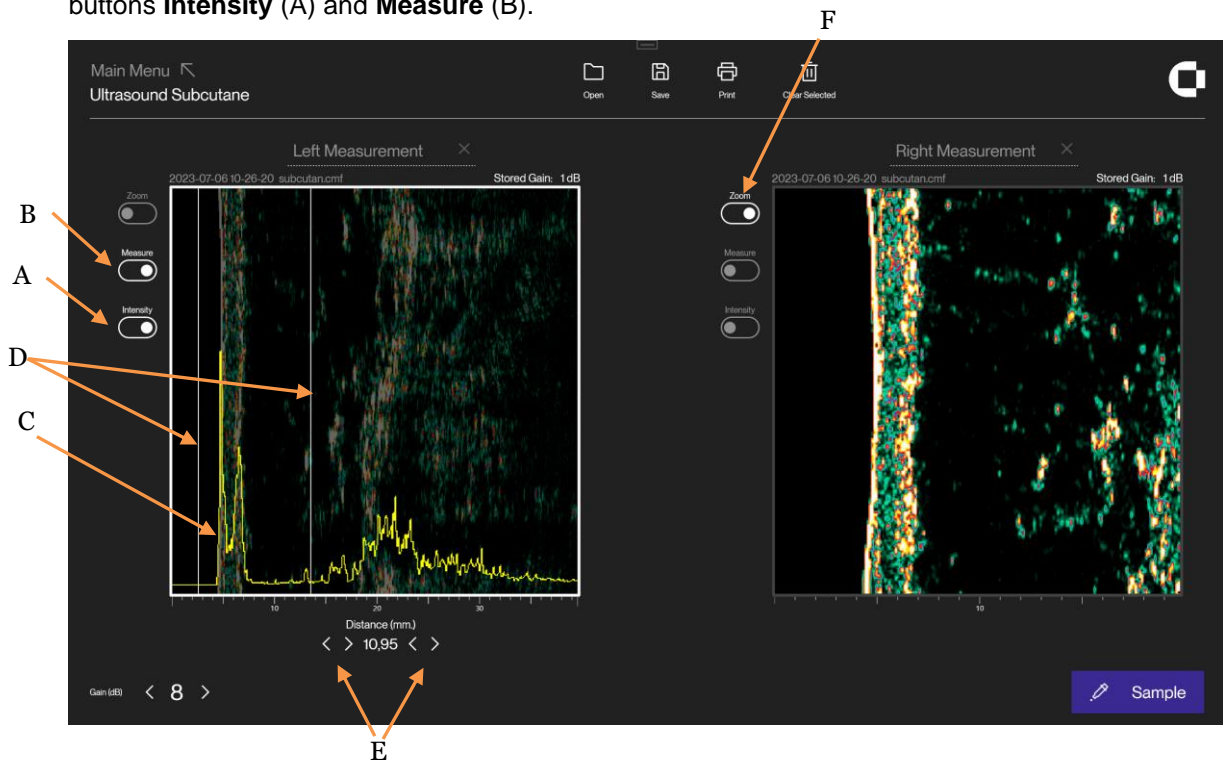 buttons Intensity (A) and Measure (B).
F
Main Menu
Ultrasound Subcutane
Open
Save
Print
Clear Selected
Left Measurement
2023-07-06 10-26-20 subcutan.cmf
Stored Gain: 1 dB
Zoom
B
Measure
A
Intensity
D
C
10
20
30
Distance (mm.)
< > 10,95 < >
Gain (dB) < 8 >
E
Right Measurement
2023-07-06 10-26-20 subcutan.cmf
Stored Gain: 1 dB
Zoom
Measure
Intensity
10
Sample